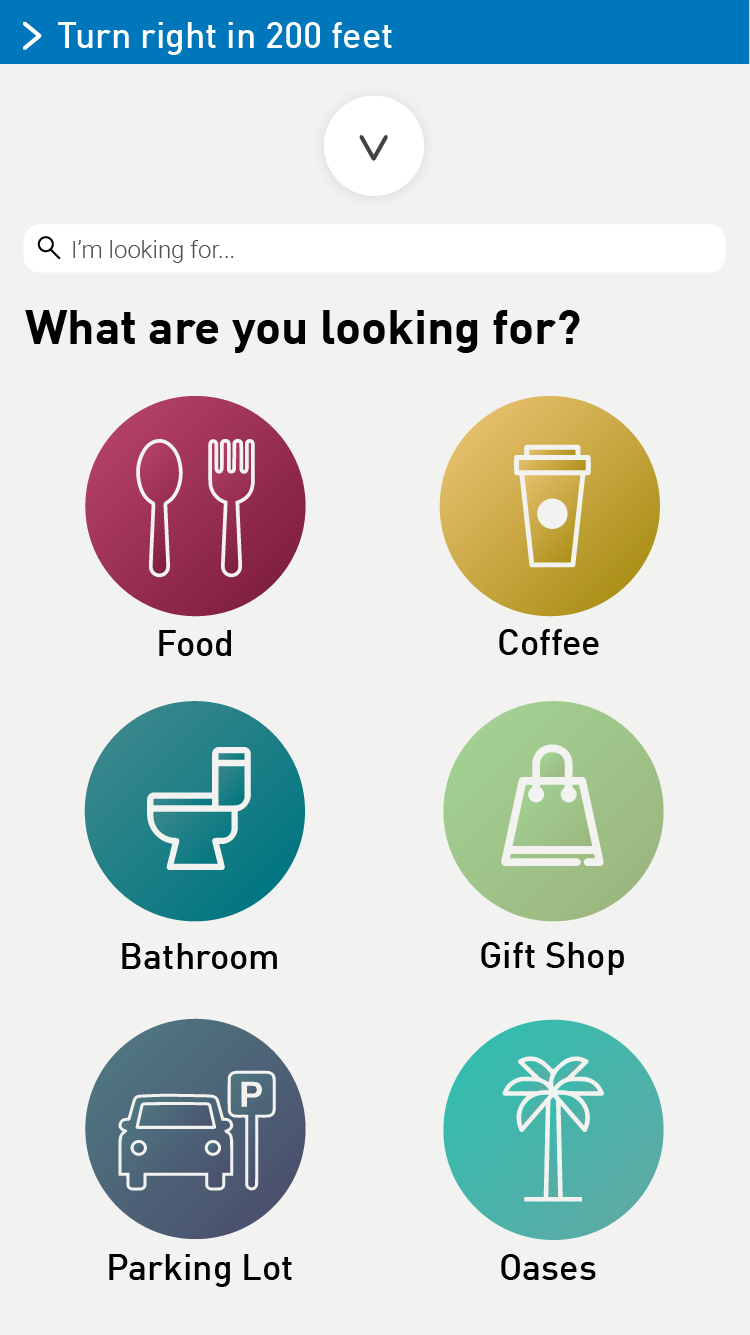 Turn right in 200 feet
I'm looking for...
What are you looking for?
Food
Coffee
Bathroom
Gift Shop
P
Parking Lot
Oases